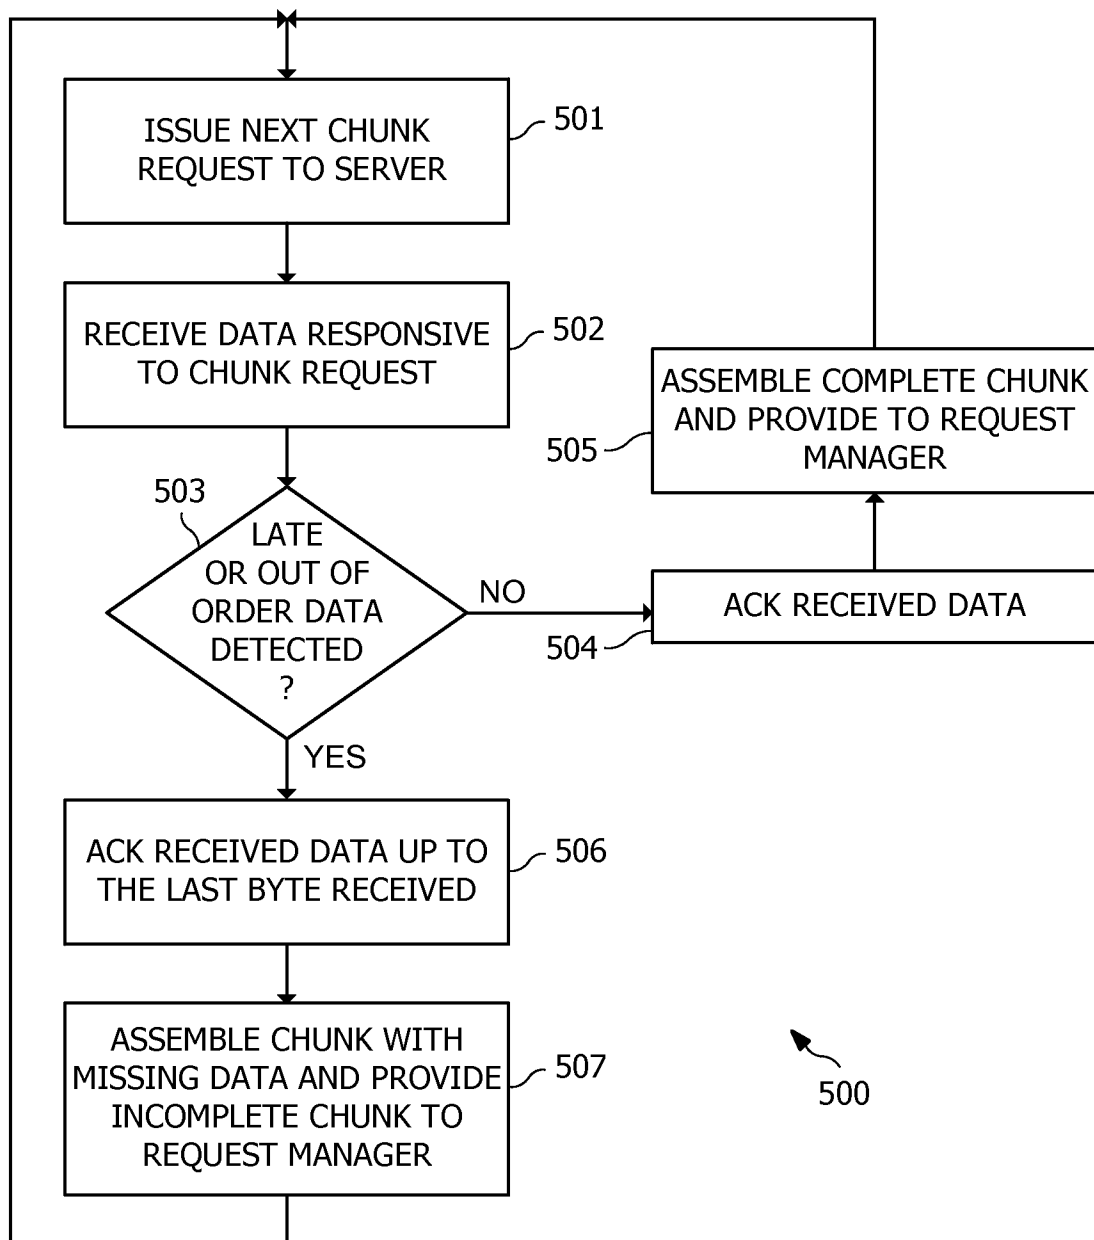 ISSUE NEXT CHUNK
REQUEST TO SERVER
501
RECEIVE DATA RESPONSIVE
TO CHUNK REQUEST
502
503
LATE
OR OUT OF
ORDER DATA
DETECTED
?
NO
YES
504
ACK RECEIVED DATA
505
ASSEMBLE COMPLETE CHUNK
AND PROVIDE TO REQUEST
MANAGER
ACK RECEIVED DATA UP TO
THE LAST BYTE RECEIVED
506
ASSEMBLE CHUNK WITH
MISSING DATA AND PROVIDE
INCOMPLETE CHUNK TO
REQUEST MANAGER
507
500